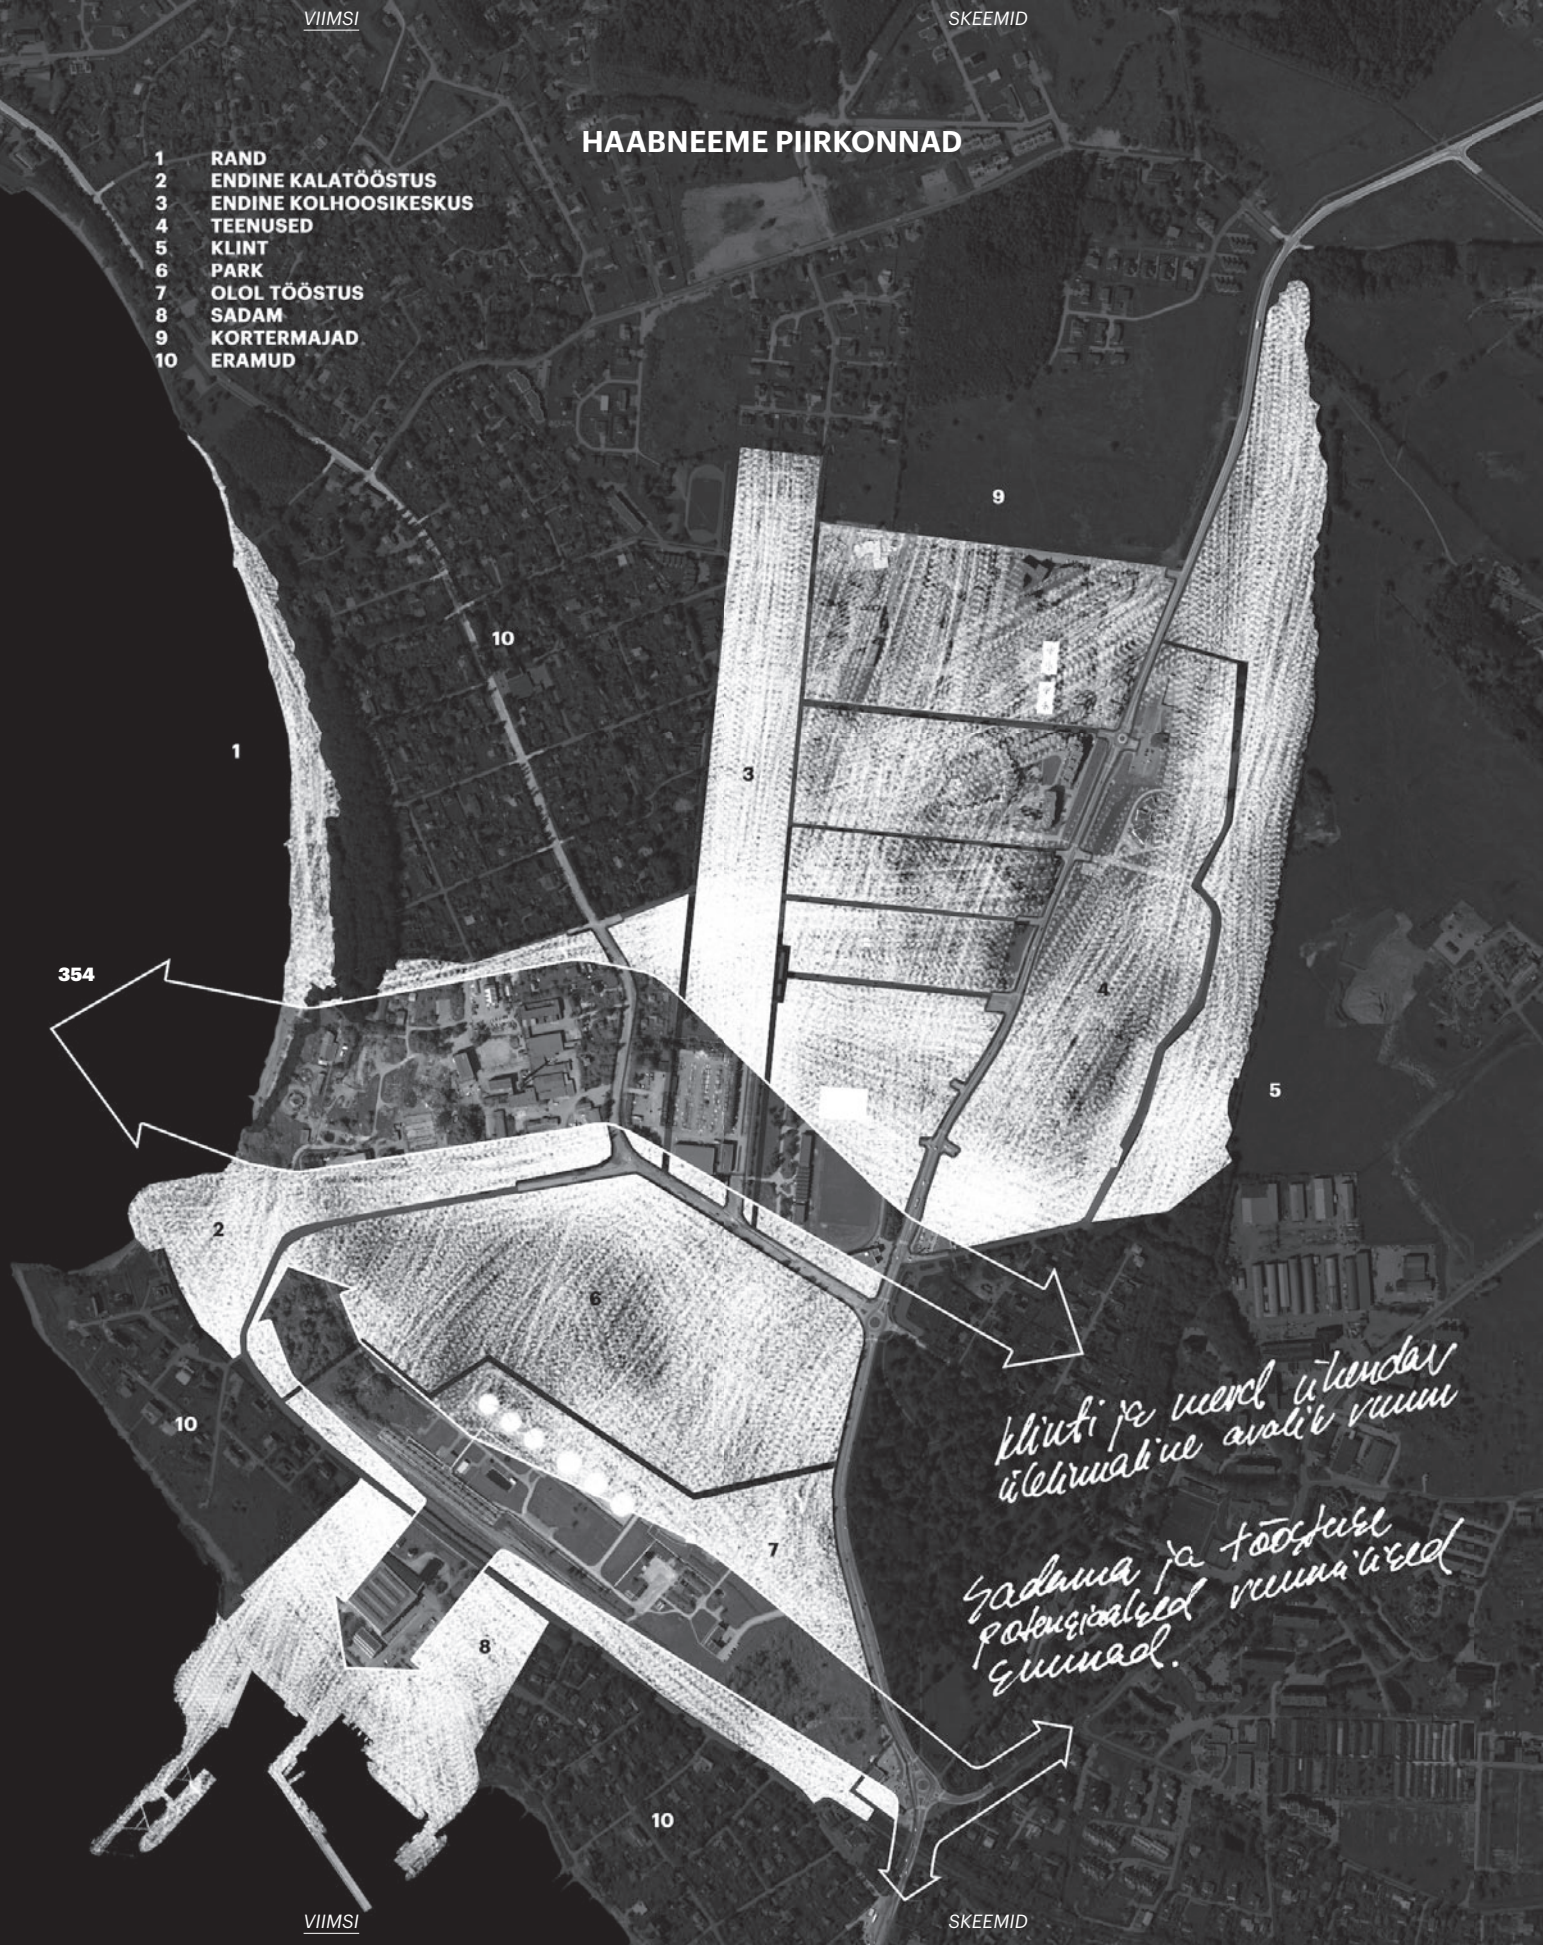 VIIMSI
SKEEMID
HAABNEEME PIIRKONNAD
1 RAND
2 ENDINE KALATÖÖSTUS
3 ENDINE KOLHOOSIKESKUS
4 TEENUSED
5 KLINT
6 PARK
7 OLOL TÖÖSTUS
8 SADAM
9 KORTERMAJAD
10 ERAMUD
9
10
1
3
354
4
5
2
6
10
klinti ja merd ühendav
ülelinnaline avalik ruum
7
sadama ja tööstuse
potensiaalsed ruumilised
suunad.
8
10
VIIMSI
SKEEMID